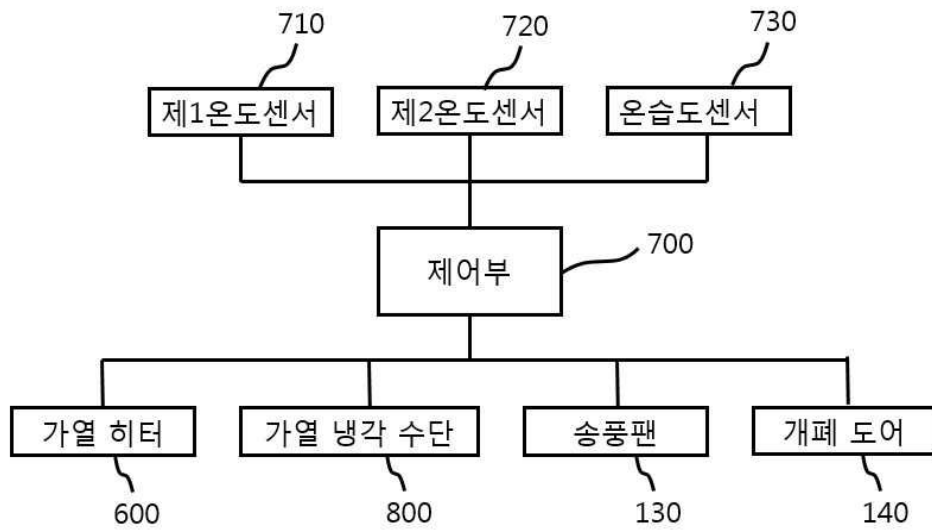 710
720
730
제1온도센서
제2온도센서
온습도센서
700
제어부
가열 히터
가열 냉각 수단
송풍팬
개폐 도어
600
800
130
140